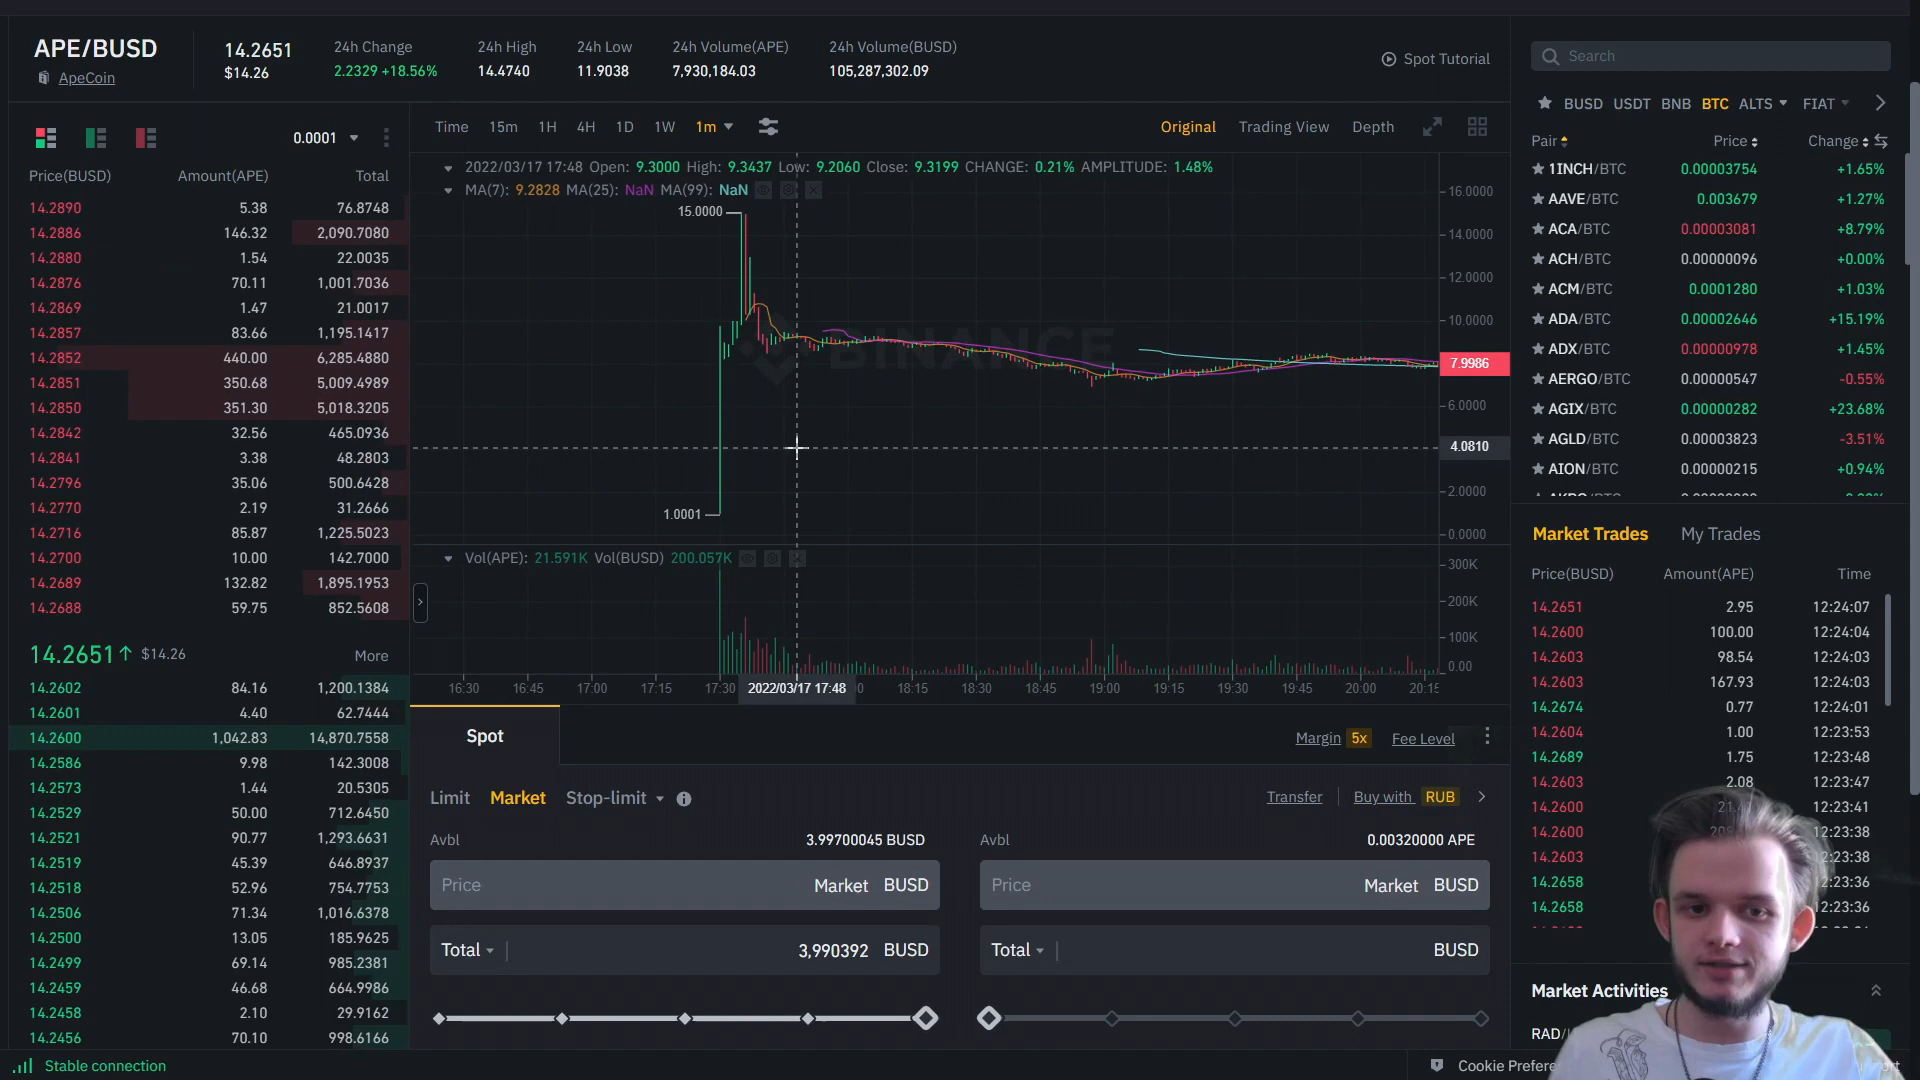 APE/BUSD
ApeCoin
14.2651
$14.26
24h Change
2.2329 +18.56%
24h High
14.4740
24h Low
11.9038
24h Volume(APE)
7,930,184.03
24h Volume(BUSD)
105,287,302.09
Spot Tutorial
0.0001
Price(BUSD) Amount(APE) Total
14.2890 5.38 76.8748
14.2886 146.32 2,090.7080
14.2880 1.54 22.0035
14.2876 70.11 1,001.7036
14.2869 1.47 21.0017
14.2857 83.66 1,195.1417
14.2852 440.00 6,285.4880
14.2851 350.68 5,009.4989
14.2850 351.30 5,018.3205
14.2842 32.56 465.0936
14.2841 3.38 48.2803
14.2796 35.06 500.6428
14.2770 2.19 31.2666
14.2716 85.87 1,225.5023
14.2700 10.00 142.7000
14.2689 132.82 1,895.1953
14.2688 59.75 852.5608
14.2651 $14.26 More
14.2602 84.16 1,200.1384
14.2601 4.40 62.7444
14.2600 1,042.83 14,870.7558
14.2586 9.98 142.3008
14.2573 1.44 20.5305
14.2529 50.00 712.6450
14.2521 90.77 1,293.6631
14.2519 45.39 646.8937
14.2518 52.96 754.7753
14.2506 71.34 1,016.6378
14.2500 13.05 185.9625
14.2499 69.14 985.2381
14.2459 46.68 664.9986
14.2458 2.10 29.9162
14.2456 70.10 998.6166
Time 15m 1H 4H 1D 1W 1m
Original Trading View Depth
2022/03/17 17:48 Open: 9.3000 High: 9.3437 Low: 9.2060 Close: 9.3199 CHANGE: 0.21% AMPLITUDE: 1.48%
MA(7): 9.2828 MA(25): NaN MA(99): NaN
15.0000
1.0001
BINANCE
16.0000
14.0000
12.0000
10.0000
7.9986
6.0000
4.0810
2.0000
0.0000
Vol(APE): 21.591K Vol(BUSD) 200.057K
300K
200K
100K
0.00
16:30 16:45 17:00 17:15 17:30 2022/03/17 17:48 18:15 18:30 18:45 19:00 19:15 19:30 19:45 20:00 20:15
Spot
Margin 5x Fee Level
Limit Market Stop-limit
Transfer Buy with RUB
Avbl 3.99700045 BUSD
Price Market BUSD
Total 3,990392 BUSD
Avbl 0.00320000 APE
Price Market BUSD
Total BUSD
Search
BUSD USDT BNB BTC ALTS FIAT
Pair Price Change
1INCH/BTC 0.00003754 +1.65%
AAVE/BTC 0.003679 +1.27%
ACA/BTC 0.00003081 +8.79%
ACH/BTC 0.00000096 +0.00%
ACM/BTC 0.0001280 +1.03%
ADA/BTC 0.00002646 +15.19%
ADX/BTC 0.00000978 +1.45%
AERGO/BTC 0.00000547 -0.55%
AGIX/BTC 0.00000282 +23.68%
AGLD/BTC 0.00003823 -3.51%
AION/BTC 0.00000215 +0.94%
Market Trades My Trades
Price(BUSD) Amount(APE) Time
14.2651 2.95 12:24:07
14.2600 100.00 12:24:04
14.2603 98.54 12:24:03
14.2603 167.93 12:24:03
14.2674 0.77 12:24:01
14.2604 1.00 12:23:53
14.2689 1.75 12:23:48
14.2603 2.08 12:23:47
14.2600 12:23:41
14.2600 12:23:38
14.2603 12:23:38
14.2658 12:23:36
14.2658 12:23:36
Market Activities
RAD/
Stable connection
Cookie Prefere